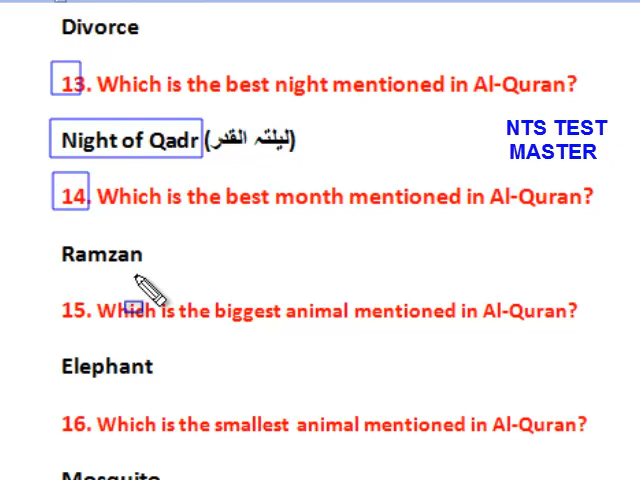 Divorce
13. Which is the best night mentioned in Al-Quran?
Night of Qadr (ليلتہ القدر)
NTS TEST
MASTER
14. Which is the best month mentioned in Al-Quran?
Ramzan
15. Which is the biggest animal mentioned in Al-Quran?
Elephant
16. Which is the smallest animal mentioned in Al-Quran?
Mosquito